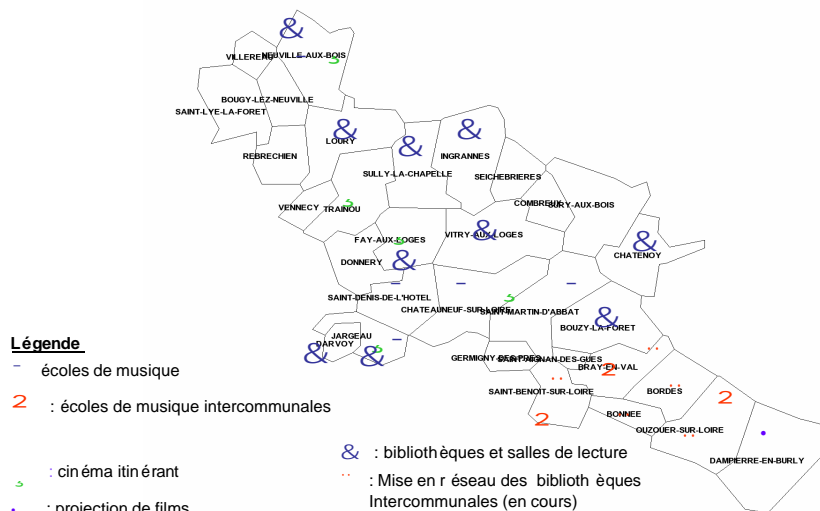 VILLEREAU NEUVILLE-AUX-BOIS
BOUGY-LEZ-NEUVILLE
SAINT-LYE-LA-FORET
LOURY
REBRECHIEN
INGRANNES
SULLY-LA-CHAPELLE
SEICHEBRIERES
COMBREUX SURY-AUX-BOIS
VENNECY TRAINOU
VITRY-AUX-LOGES
FAY-AUX-LOGES
CHATENOY
DONNERY
SAINT-DENIS-DE-L'HOTEL
CHATEAUNEUF-SUR-LOIRE
SAINT-MARTIN-D'ABBAT
BOUZY-LA-FORET
JARGEAU
DARVOY
GERMIGNY-DES-PRES SAINT-AIGNAN-DES-GUES
BRAY-EN-VAL
SAINT-BENOIT-SUR-LOIRE
BORDES
BONNEE
OUZOUER-SUR-LOIRE
DAMPIERRE-EN-BURLY
Légende
- écoles de musique
2 : écoles de musique intercommunales
s : cinéma itinérant
• : projection de films
& : bibliothèques et salles de lecture
·· : Mise en réseau des bibliothèques
Intercommunales (en cours)